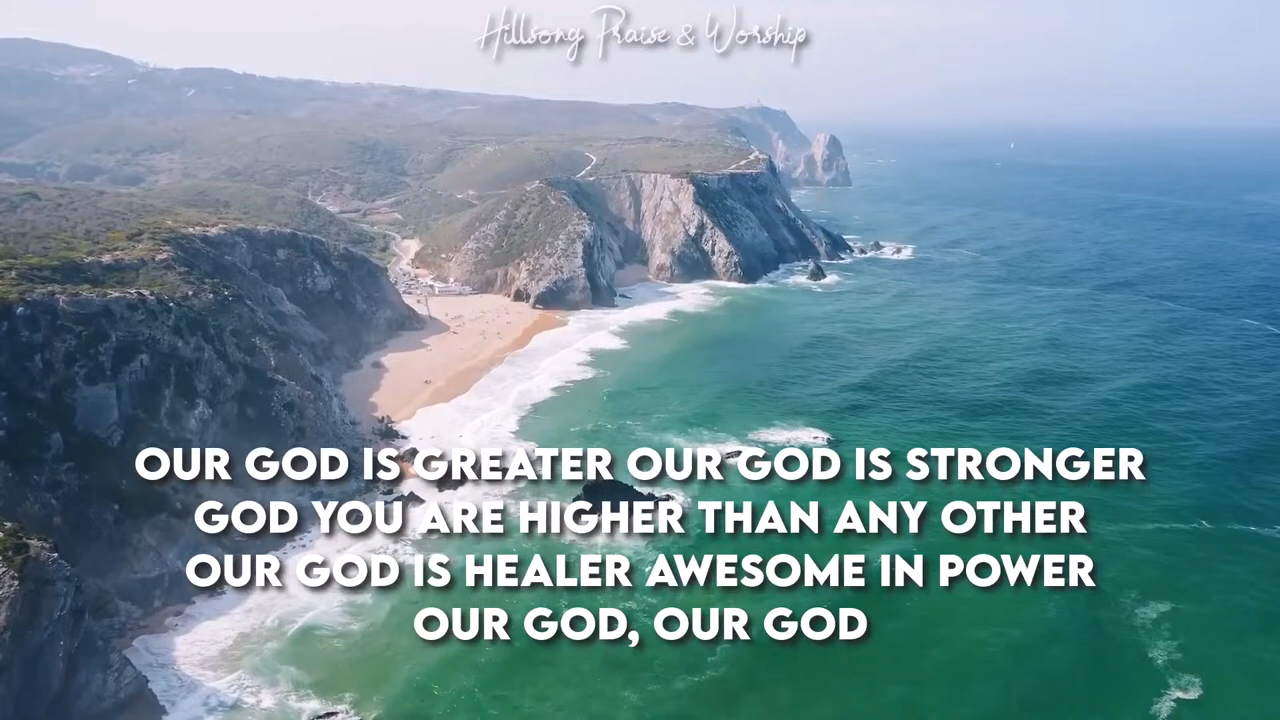 Hillsong Praise & Worship
OUR GOD IS GREATER OUR GOD IS STRONGER
GOD YOU ARE HIGHER THAN ANY OTHER
OUR GOD IS HEALER AWESOME IN POWER
OUR GOD, OUR GOD